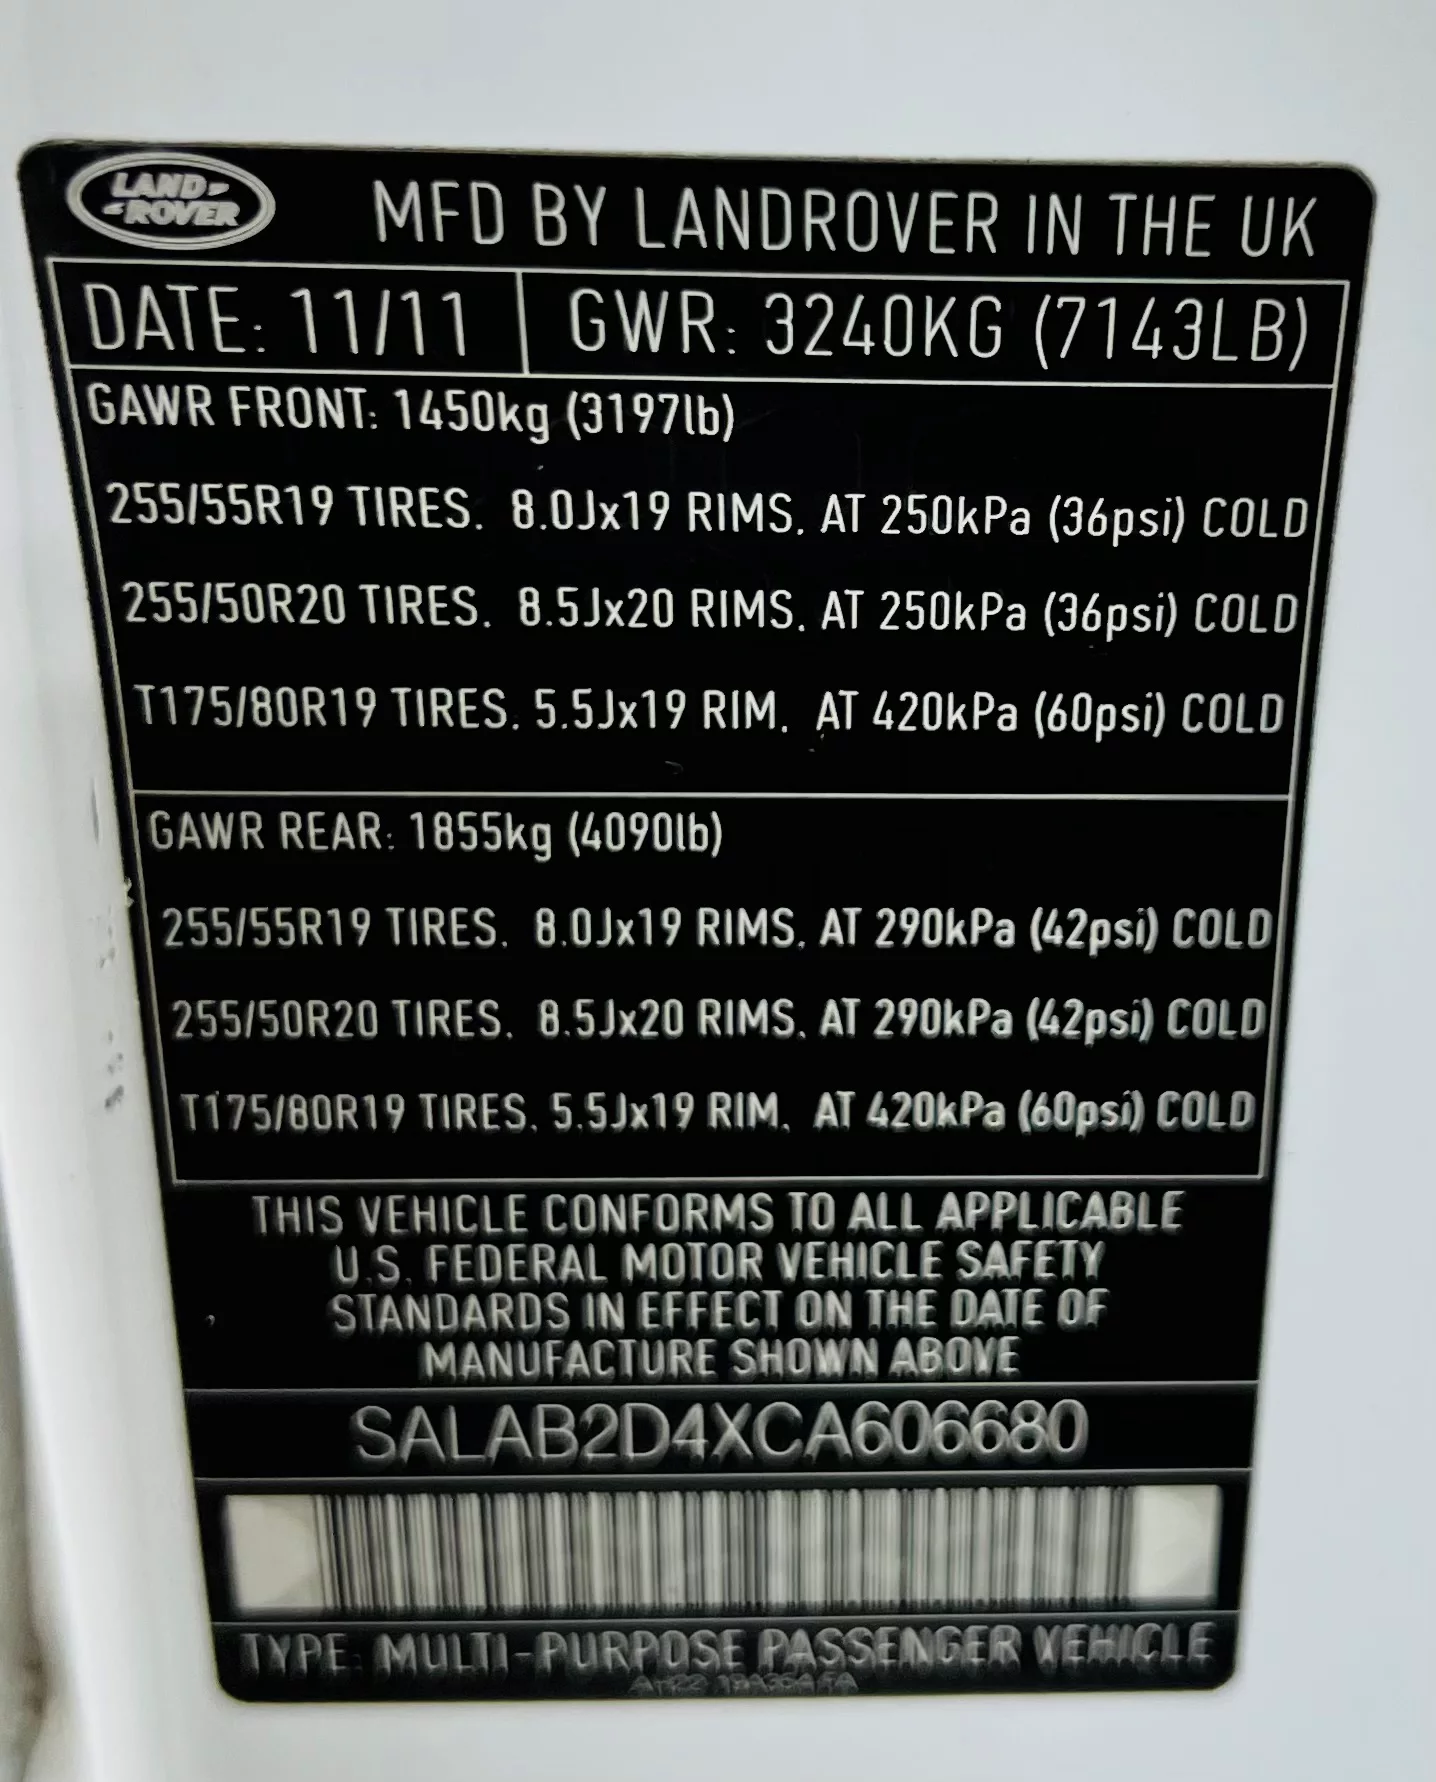 LAND-
-ROVER
MFD BY LANDROVER IN THE UK
DATE: 11/11 GWR: 3240KG (7143LB)
GAWR FRONT: 1450kg (3197lb)
255/55R19 TIRES. 8.0Jx19 RIMS. AT 250kPa (36psi) COLD
255/50R20 TIRES. 8.5Jx20 RIMS. AT 250kPa (36psi) COLD
T175/80R19 TIRES. 5.5Jx19 RIM. AT 420kPa (60psi) COLD
GAWR REAR: 1855kg (4090lb)
255/55R19 TIRES. 8.0Jx19 RIMS. AT 290kPa (42psi) COLD
255/50R20 TIRES. 8.5Jx20 RIMS. AT 290kPa (42psi) COLD
T175/80R19 TIRES. 5.5Jx19 RIM. AT 420kPa (60psi) COLD
THIS VEHICLE CONFORMS TO ALL APPLICABLE
U.S. FEDERAL MOTOR VEHICLE SAFETY
STANDARDS IN EFFECT ON THE DATE OF
MANUFACTURE SHOWN ABOVE
SALAB2D4XCA606680
TYPE: MULTI-PURPOSE PASSENGER VEHICLE